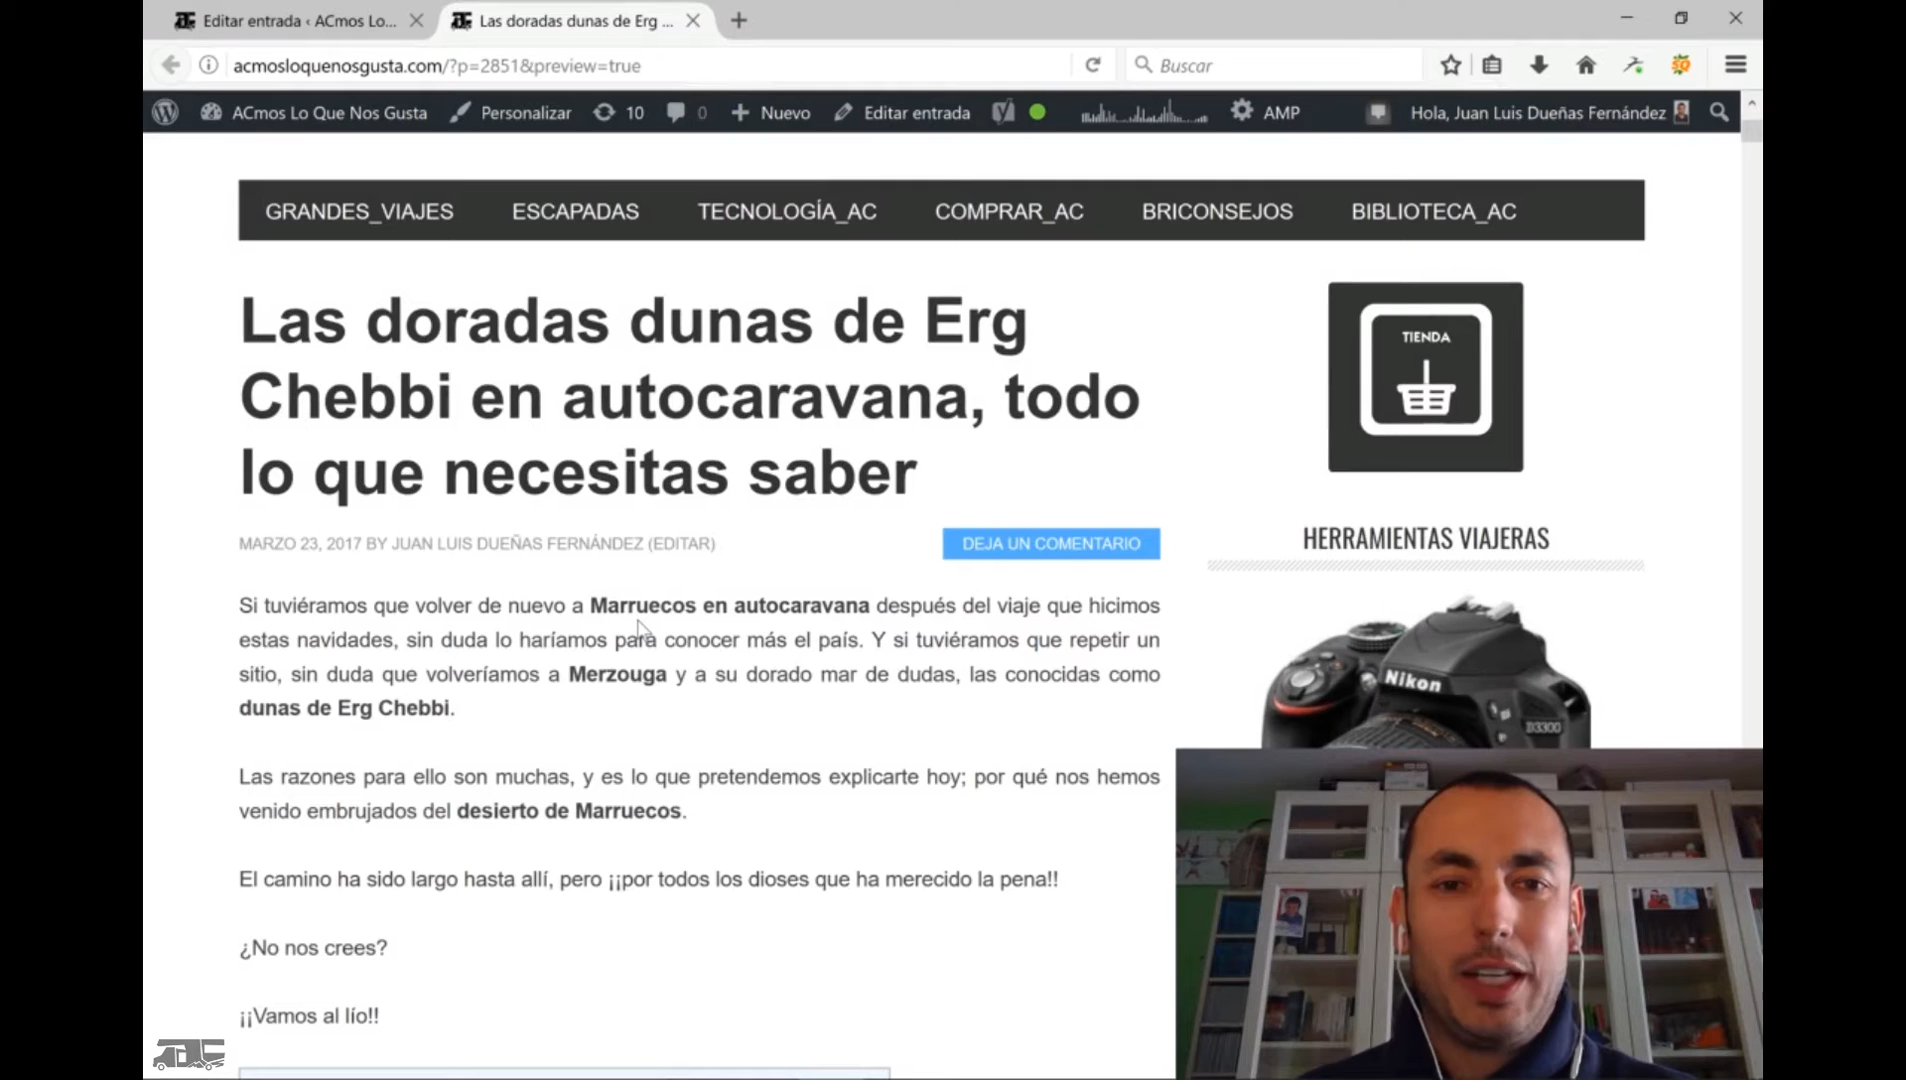 Editar entrada ‹ ACmos Lo...
Las doradas dunas de Erg ...
acmosloquenosgusta.com/?p=2851&preview=true
Buscar
ACmos Lo Que Nos Gusta
Personalizar
10
0
Nuevo
Editar entrada
AMP
Hola, Juan Luis Dueñas Fernández
GRANDES_VIAJES
ESCAPADAS
TECNOLOGÍA_AC
COMPRAR_AC
BRICONSEJOS
BIBLIOTECA_AC
Las doradas dunas de Erg
Chebbi en autocaravana, todo
lo que necesitas saber
MARZO 23, 2017 BY JUAN LUIS DUEÑAS FERNÁNDEZ (EDITAR)
DEJA UN COMENTARIO
Si tuviéramos que volver de nuevo a Marruecos en autocaravana después del viaje que hicimos
estas navidades, sin duda lo haríamos para conocer más el país. Y si tuviéramos que repetir un
sitio, sin duda que volveríamos a Merzouga y a su dorado mar de dudas, las conocidas como
dunas de Erg Chebbi.
Las razones para ello son muchas, y es lo que pretendemos explicarte hoy; por qué nos hemos
venido embrujados del desierto de Marruecos.
El camino ha sido largo hasta allí, pero ¡¡por todos los dioses que ha merecido la pena!!
¿No nos crees?
¡¡Vamos al lío!!
TIENDA
HERRAMIENTAS VIAJERAS
Nikon
D3300